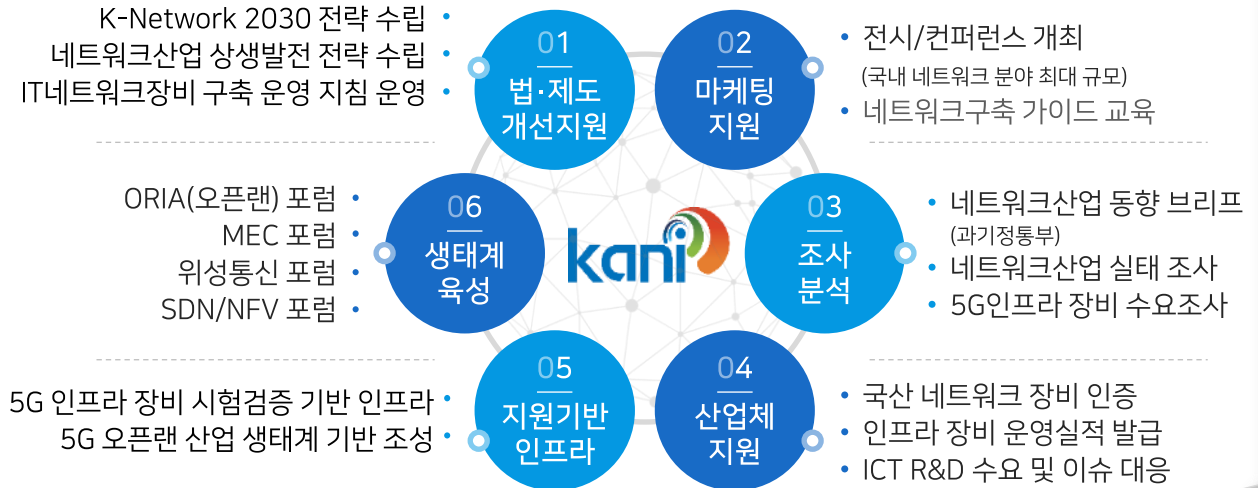 K-Network 2030 전략 수립 •
네트워크산업 상생발전 전략 수립 •
IT네트워크장비 구축 운영 지침 운영 •
01
법·제도
개선지원
02
마케팅
지원
• 전시/컨퍼런스 개최
(국내 네트워크 분야 최대 규모)
• 네트워크구축 가이드 교육
ORIA(오픈랜) 포럼 •
MEC 포럼 •
위성통신 포럼 •
SDN/NFV 포럼 •
06
생태계
육성
kani
03
조사
분석
• 네트워크산업 동향 브리프
(과기정통부)
• 네트워크산업 실태 조사
• 5G인프라 장비 수요조사
5G 인프라 장비 시험검증 기반 인프라 •
5G 오픈랜 산업 생태계 기반 조성 •
05
지원기반
인프라
04
산업체
지원
• 국산 네트워크 장비 인증
• 인프라 장비 운영실적 발급
• ICT R&D 수요 및 이슈 대응